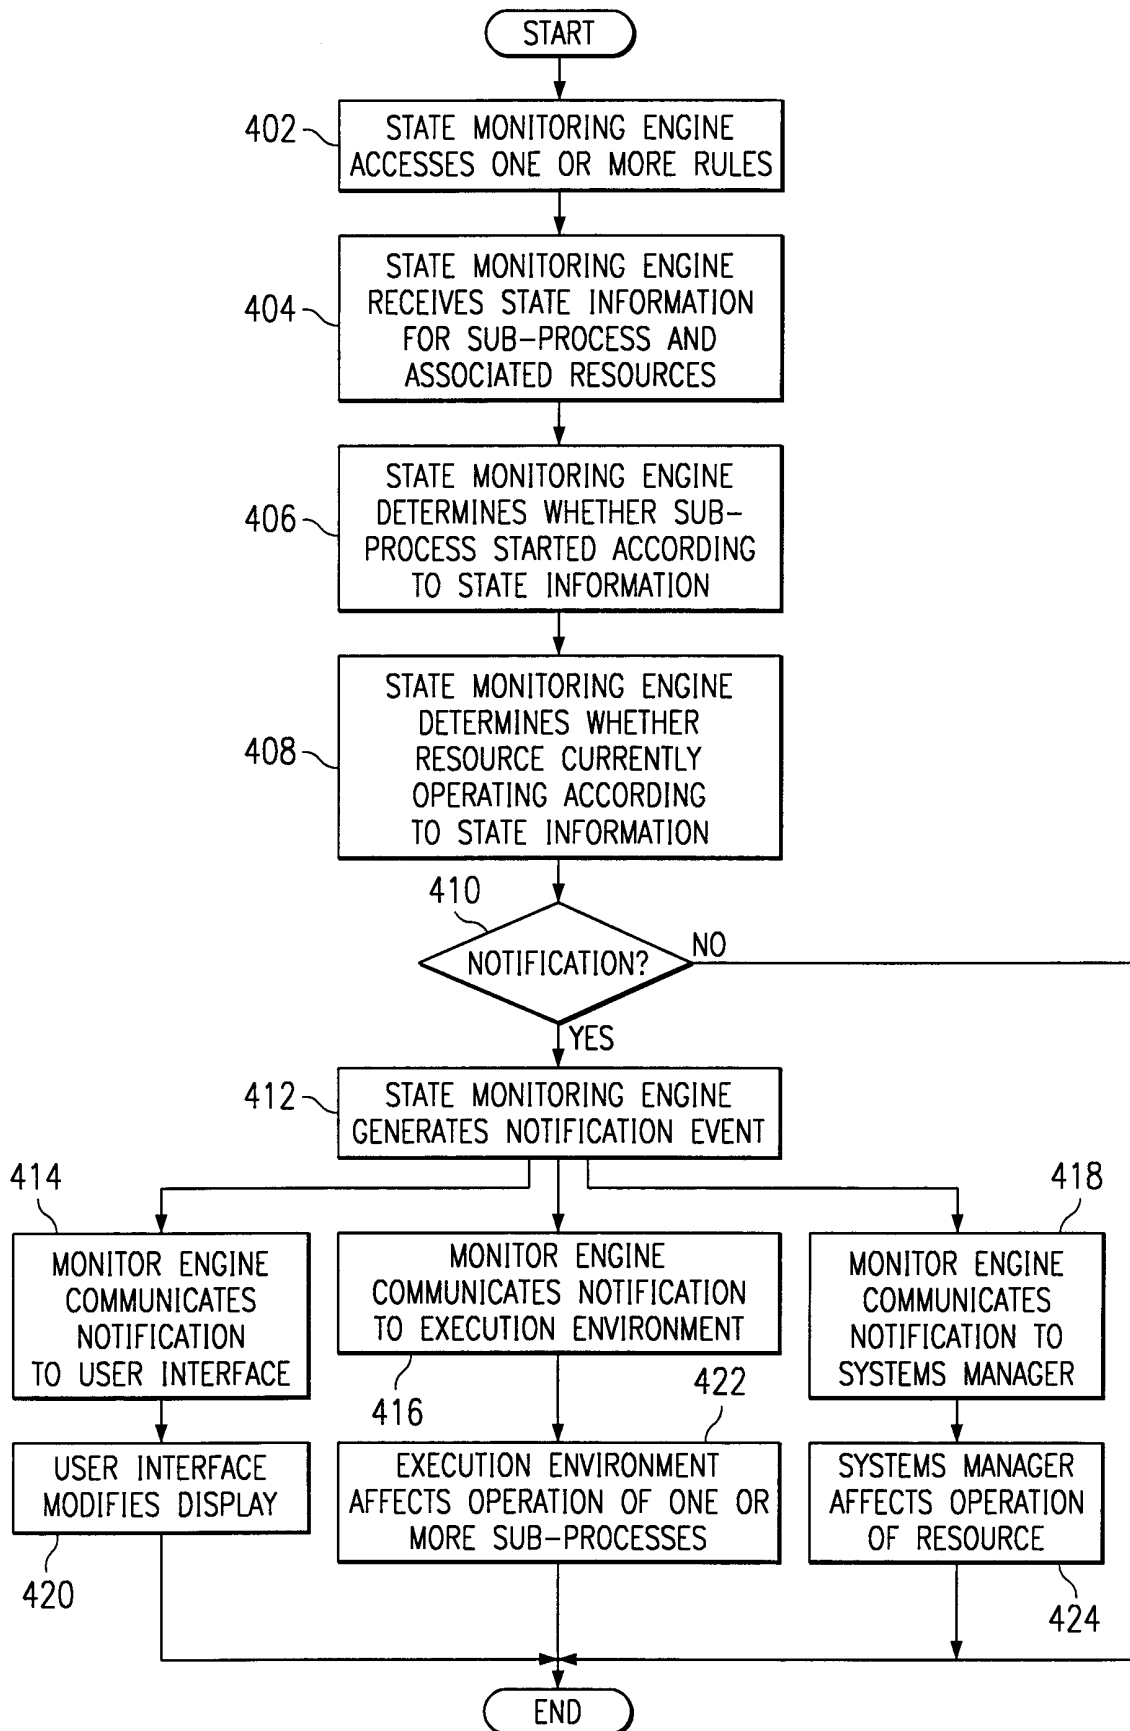 START
402
STATE MONITORING ENGINE
ACCESSES ONE OR MORE RULES
404
STATE MONITORING ENGINE
RECEIVES STATE INFORMATION
FOR SUB-PROCESS AND
ASSOCIATED RESOURCES
406
STATE MONITORING ENGINE
DETERMINES WHETHER SUB-
PROCESS STARTED ACCORDING
TO STATE INFORMATION
408
STATE MONITORING ENGINE
DETERMINES WHETHER
RESOURCE CURRENTLY
OPERATING ACCORDING
TO STATE INFORMATION
410
NOTIFICATION?
NO
YES
412
STATE MONITORING ENGINE
GENERATES NOTIFICATION EVENT
414
MONITOR ENGINE
COMMUNICATES
NOTIFICATION
TO USER INTERFACE
MONITOR ENGINE
COMMUNICATES NOTIFICATION
TO EXECUTION ENVIRONMENT
416
418
MONITOR ENGINE
COMMUNICATES
NOTIFICATION TO
SYSTEMS MANAGER
USER INTERFACE
MODIFIES DISPLAY
420
422
EXECUTION ENVIRONMENT
AFFECTS OPERATION OF ONE OR
MORE SUB-PROCESSES
SYSTEMS MANAGER
AFFECTS OPERATION
OF RESOURCE
424
END